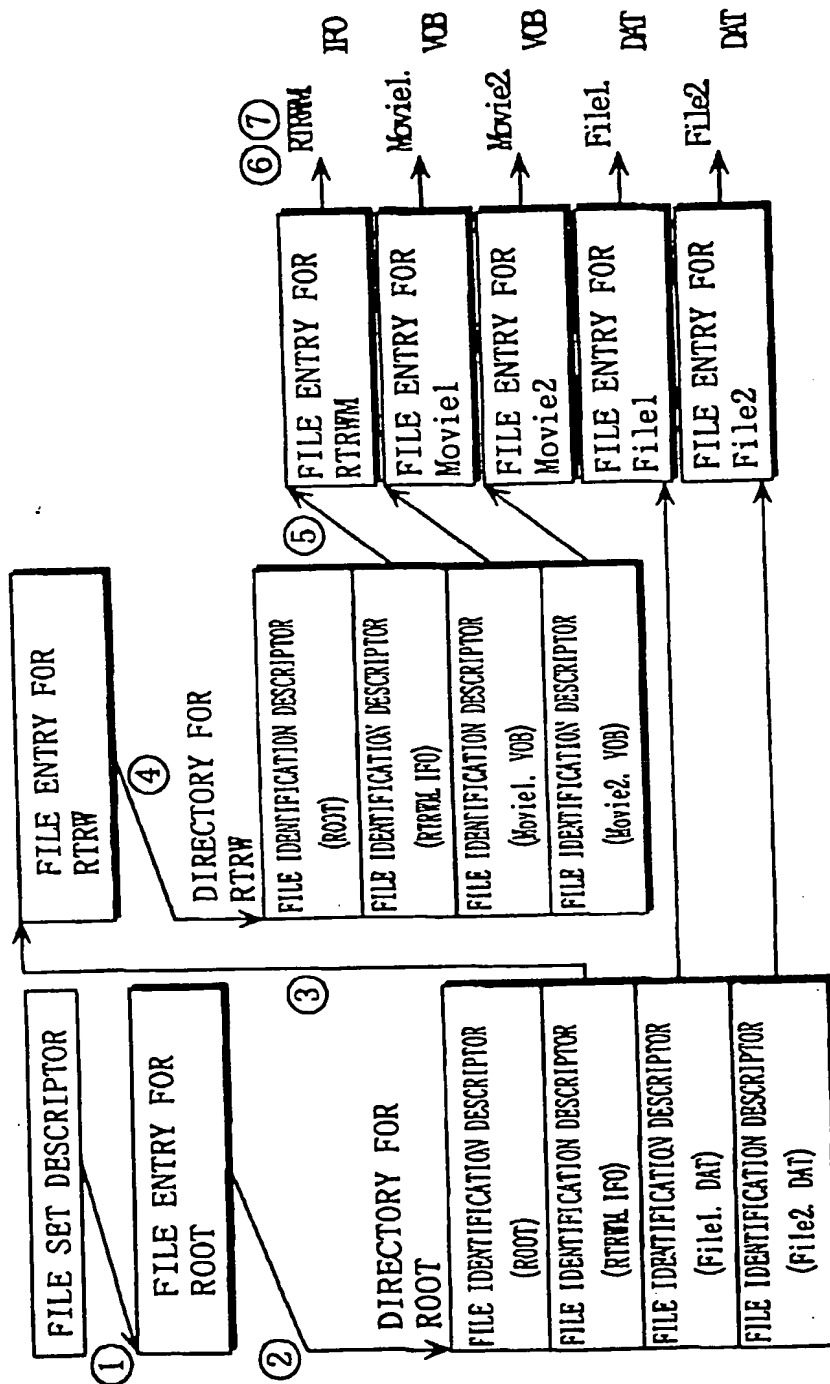 FILE SET DESCRIPTOR
①
FILE ENTRY FOR
ROOT
②
DIRECTORY FOR
ROOT
FILE IDENTIFICATION DESCRIPTOR
(ROOT)
FILE IDENTIFICATION DESCRIPTOR
(RTRWM. IFO)
FILE IDENTIFICATION DESCRIPTOR
(File1. DAT)
FILE IDENTIFICATION DESCRIPTOR
(File2. DAT)
③
FILE ENTRY FOR
RTRW
④
DIRECTORY FOR
RTRW
FILE IDENTIFICATION DESCRIPTOR
(ROOT)
FILE IDENTIFICATION DESCRIPTOR
(RTRWM. IFO)
FILE IDENTIFICATION DESCRIPTOR
(Movie1. VOB)
FILE IDENTIFICATION DESCRIPTOR
(Movie2. VOB)
⑤
FILE ENTRY FOR
RTRWM
FILE ENTRY FOR
Movie1
FILE ENTRY FOR
Movie2
FILE ENTRY FOR
File1
FILE ENTRY FOR
File2
⑥ ⑦
RTRWM
IFO
Movie1.
VOB
Movie2.
VOB
File1.
DAT
File2.
DAT